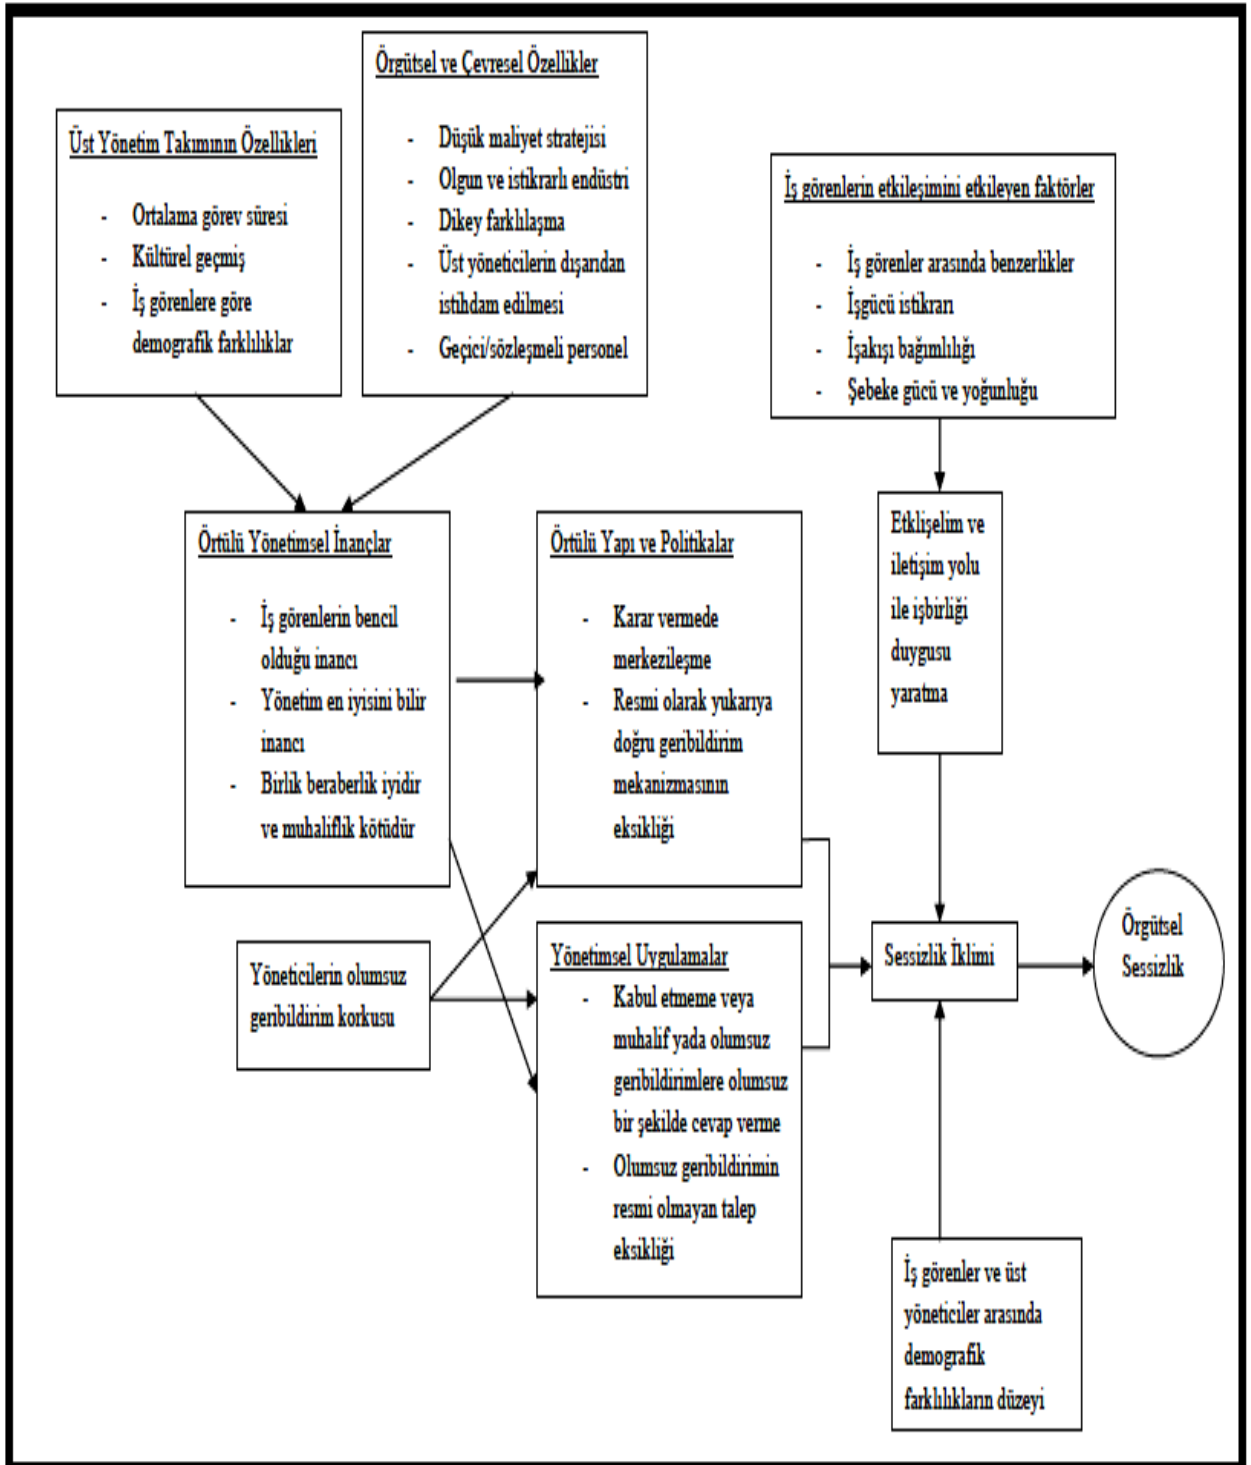 Örgütsel ve Çevresel Özellikler
- Düşük maliyet stratejisi
- Olgun ve istikrarlı endüstri
- Dikey farklılaşma
- Üst yöneticilerin dışarıdan
istihdam edilmesi
- Geçici/sözleşmeli personel
Üst Yönetim Takımının Özellikleri
- Ortalama görev süresi
- Kültürel geçmiş
- İş görenlere göre
demografik farklılıklar
İş görenlerin etkileşimini etkileyen faktörler
- İş görenler arasında benzerlikler
- İşgücü istikrarı
- İşakışı bağımlılığı
- Şebeke gücü ve yoğunluğu
Örtülü Yönetimsel İnançlar
- İş görenlerin bencil
olduğu inancı
- Yönetim en iyisini bilir
inancı
- Birlik beraberlik iyidir
ve muhaliflik kötüdür
Örtülü Yapı ve Politikalar
- Karar vermede
merkezileşme
- Resmi olarak yukarıya
doğru geribildirim
mekanizmasının
eksikliği
Etklişelim ve
iletişim yolu
ile işbirliği
duygusu
yaratma
Yöneticilerin olumsuz
geribildirim korkusu
Yönetimsel Uygulamalar
- Kabul etmeme veya
muhalif yada olumsuz
geribildirimlere olumsuz
bir şekilde cevap verme
- Olumsuz geribildirimin
resmi olmayan talep
eksikliği
Sessizlik İklimi
Örgütsel
Sessizlik
İş görenler ve üst
yöneticiler arasında
demografik
farklılıkların düzeyi